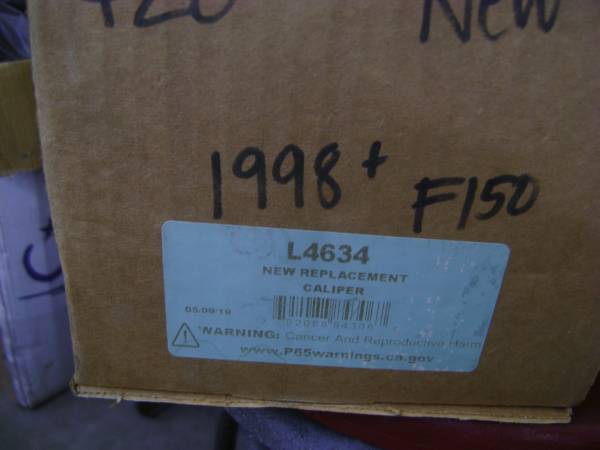 New
1998+ F150
L4634
NEW REPLACEMENT
CALIPER
05/09/19
WARNING: Cancer And Reproductive Harm
www.P65warnings.ca.gov